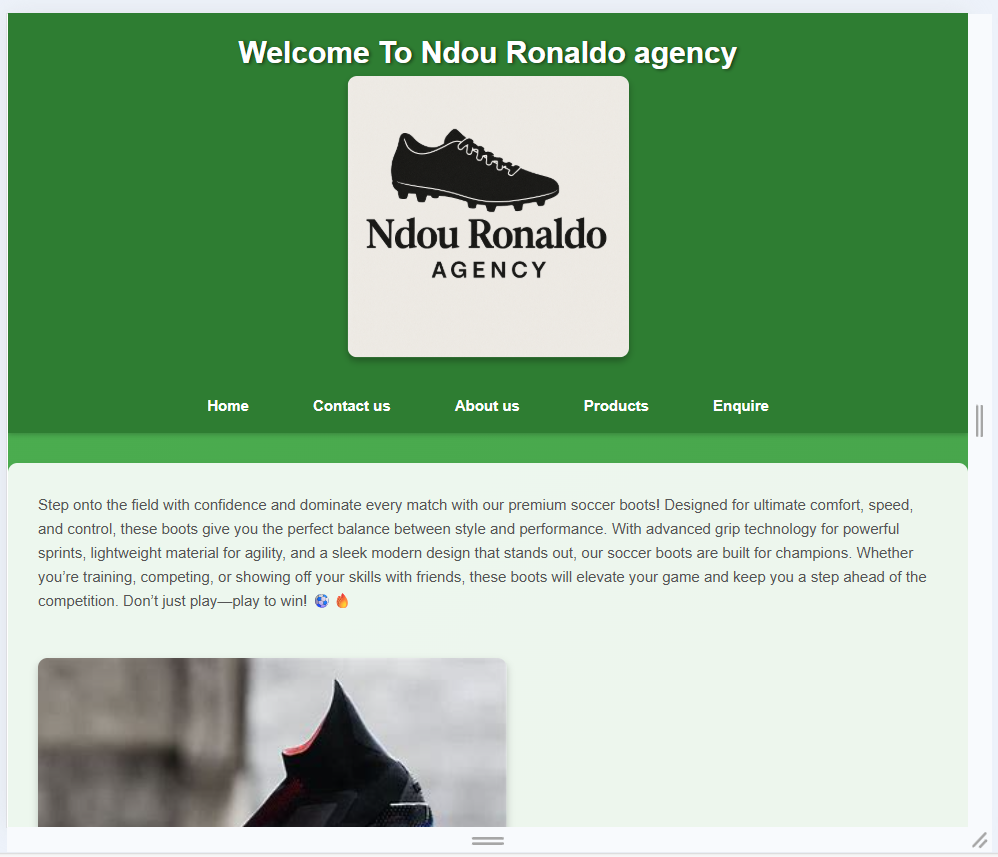 Welcome To Ndou Ronaldo agency
Ndou Ronaldo
AGENCY
Home Contact us About us Products Enquire
Step onto the field with confidence and dominate every match with our premium soccer boots! Designed for ultimate comfort, speed,
and control, these boots give you the perfect balance between style and performance. With advanced grip technology for powerful
sprints, lightweight material for agility, and a sleek modern design that stands out, our soccer boots are built for champions. Whether
you’re training, competing, or showing off your skills with friends, these boots will elevate your game and keep you a step ahead of the
competition. Don’t just play—play to win! ⚽ 🔥